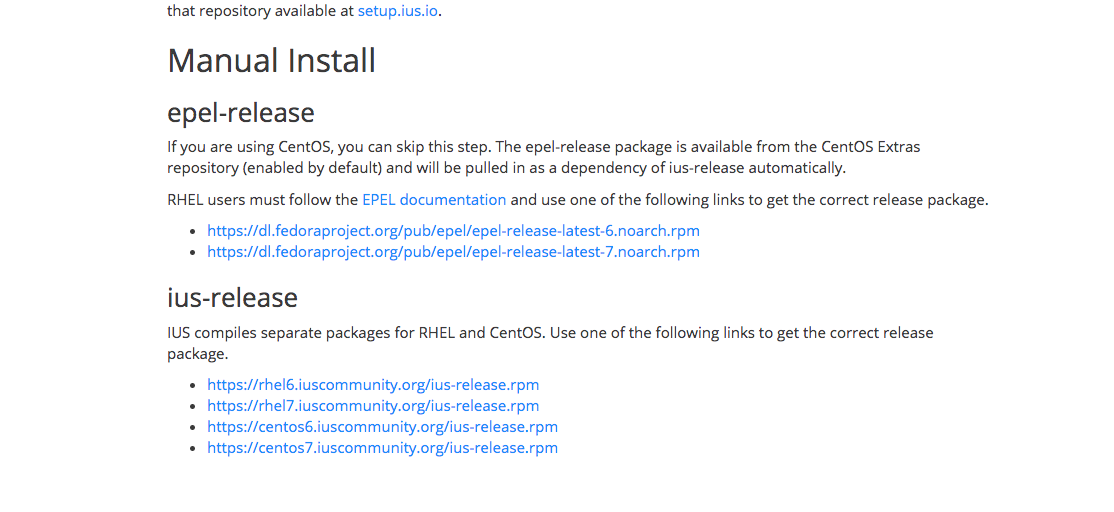 that repository available at setup.ius.io.
Manual Install
epel-release
If you are using CentOS, you can skip this step. The epel-release package is available from the CentOS Extras
repository (enabled by default) and will be pulled in as a dependency of ius-release automatically.
RHEL users must follow the EPEL documentation and use one of the following links to get the correct release package.
• https://dl.fedoraproject.org/pub/epel/epel-release-latest-6.noarch.rpm
• https://dl.fedoraproject.org/pub/epel/epel-release-latest-7.noarch.rpm
ius-release
IUS compiles separate packages for RHEL and CentOS. Use one of the following links to get the correct release
package.
• https://rhel6.iuscommunity.org/ius-release.rpm
• https://rhel7.iuscommunity.org/ius-release.rpm
• https://centos6.iuscommunity.org/ius-release.rpm
• https://centos7.iuscommunity.org/ius-release.rpm